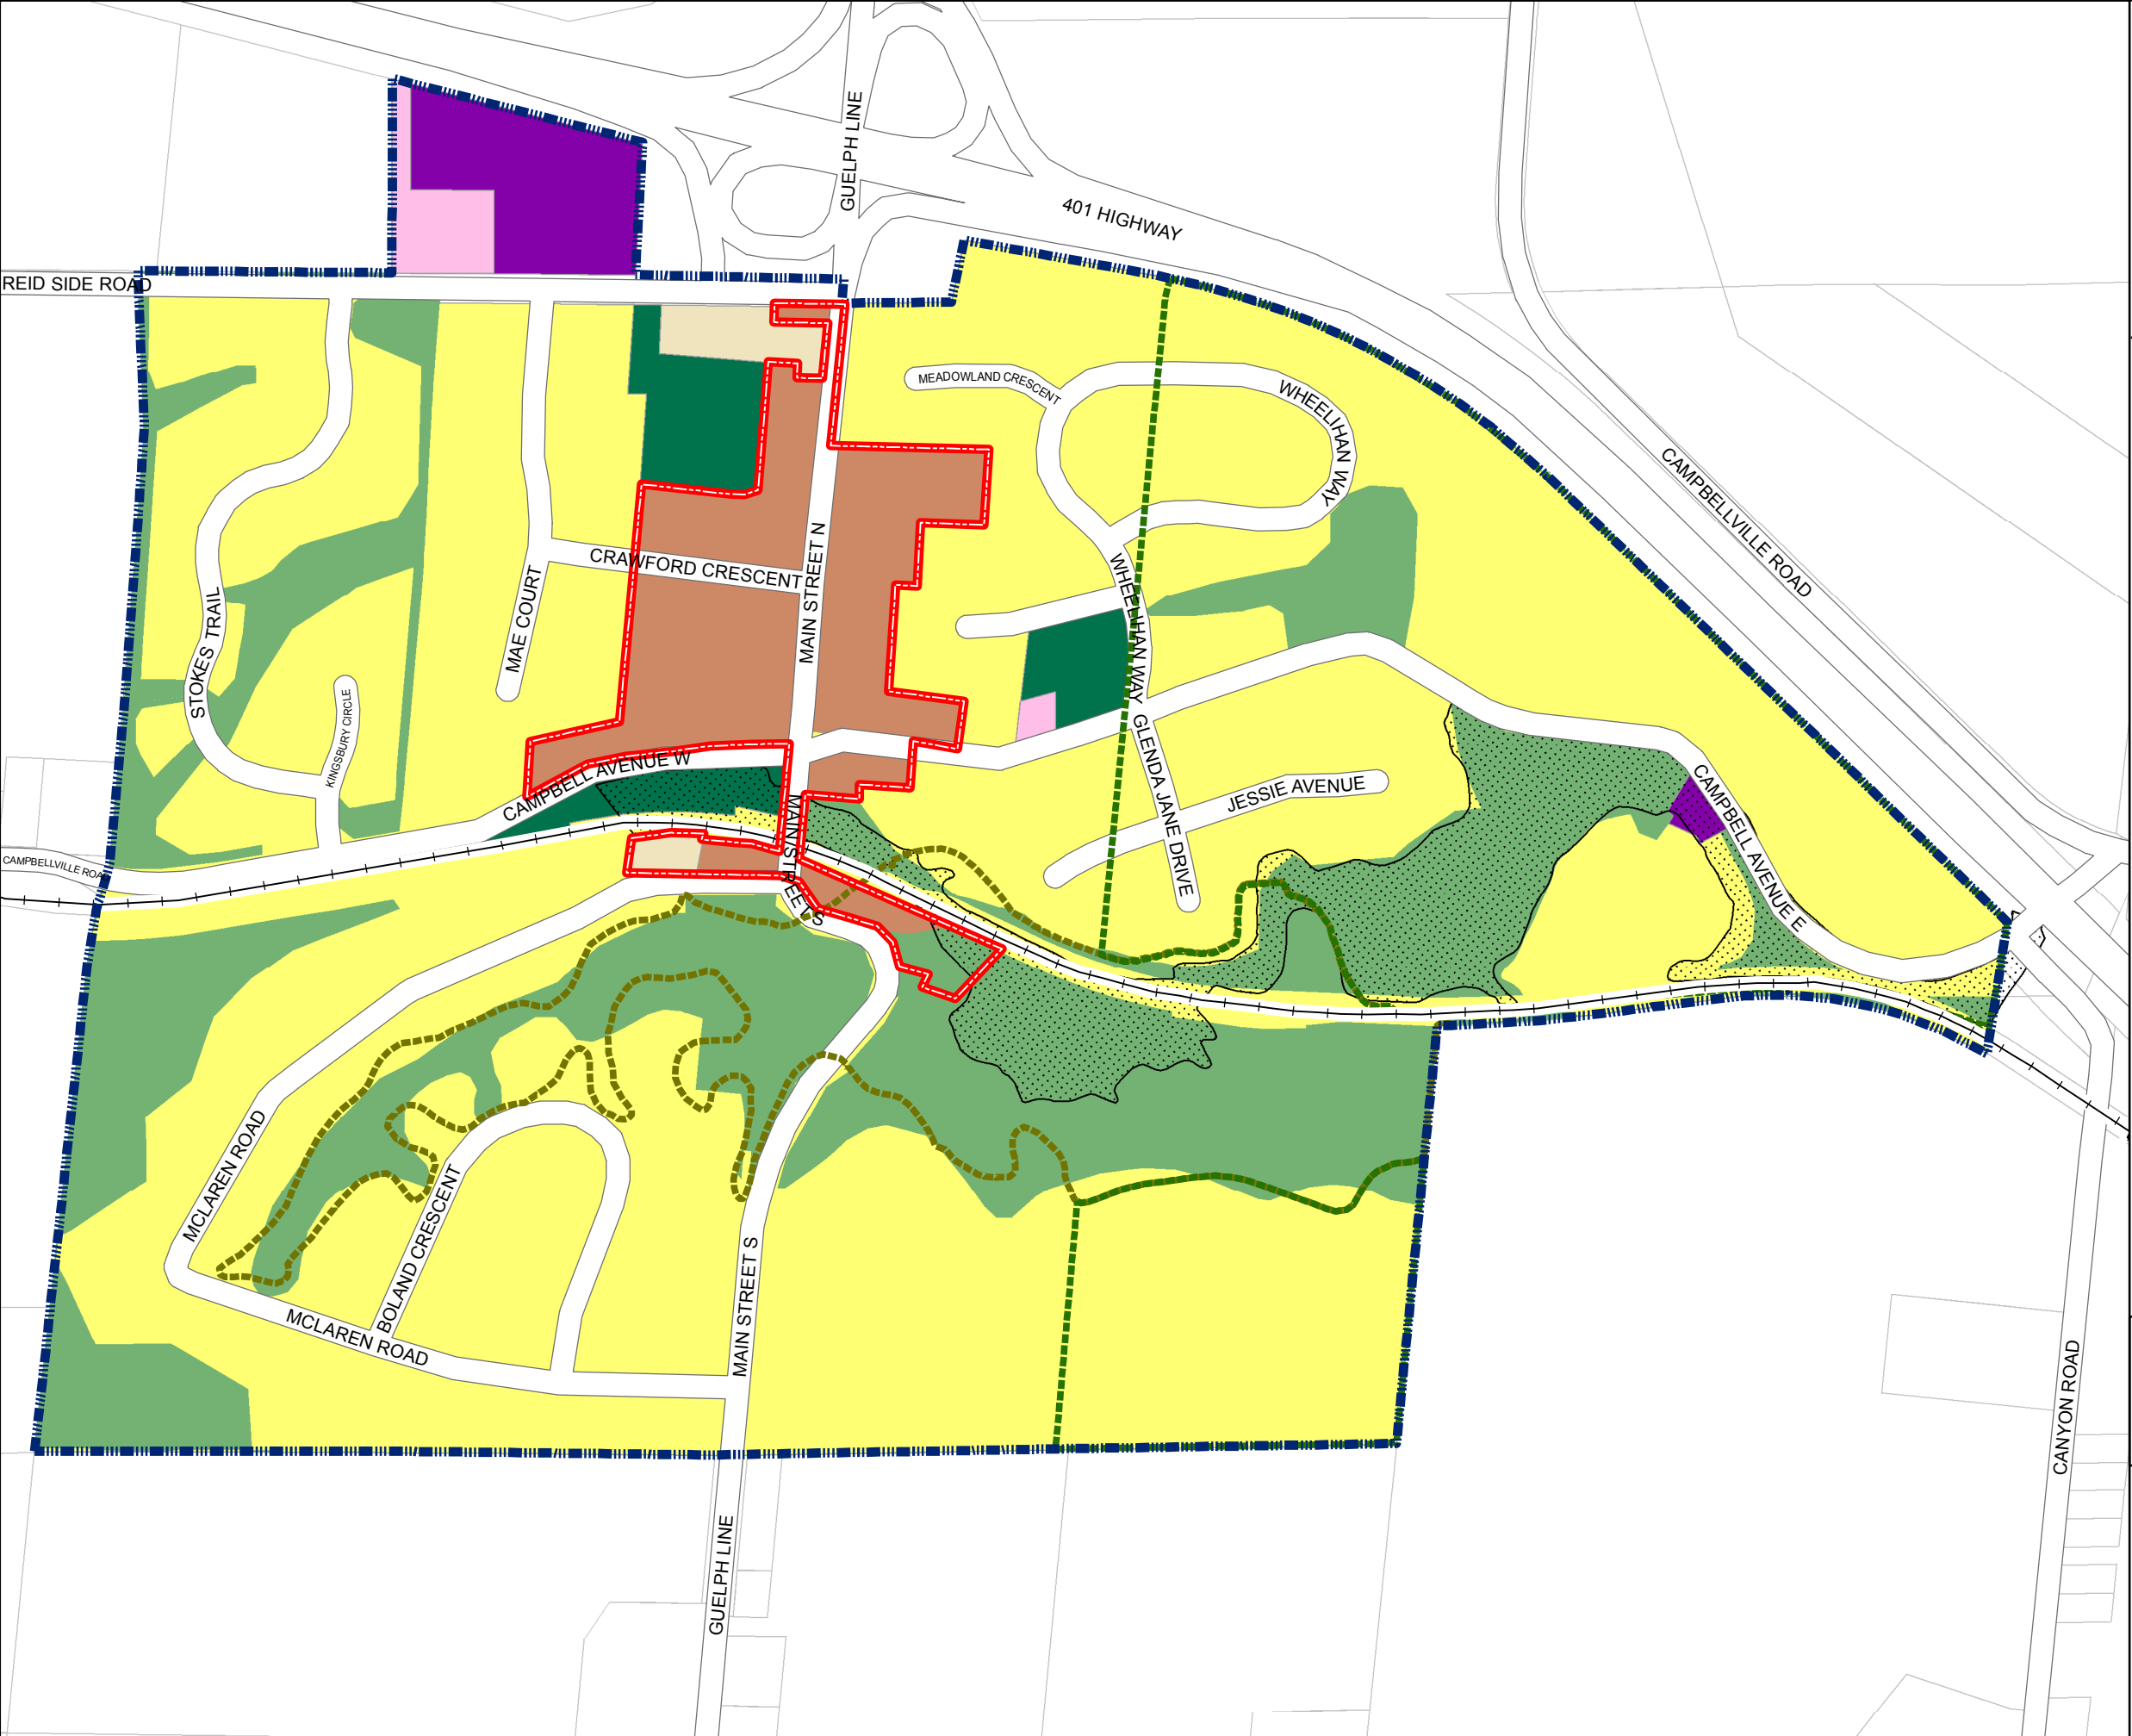 GUELPH LINE
401 HIGHWAY
REID SIDE ROAD
MEADOWLAND CRESCENT
WHEELIHAN WAY
CAMPBELLVILLE ROAD
MAIN STREET N
CRAWFORD CRESCENT
MAE COURT
STOKES TRAIL
WHEELIHAN WAY
KINGSBURY CIRCLE
GLENDA JANE DRIVE
CAMPBELL AVENUE W
JESSIE AVENUE
CAMPBELL AVENUE E
CAMPBELLVILLE ROA
MAIN STREET S
MCLAREN ROAD
BOLAND CRESCENT
MAIN STREET S
MCLAREN ROAD
CANYON ROAD
GUELPH LINE